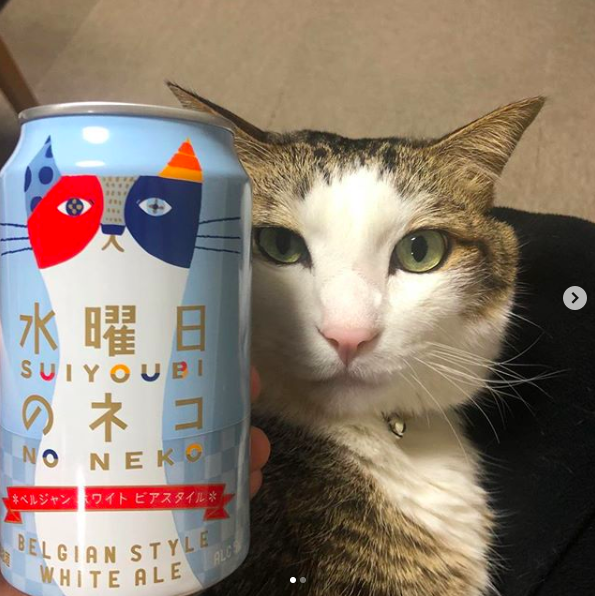 水曜日
SUIYOUBI
のネコ
NO NEKO
*ベルジャンホワイト ビアスタイル*
BELGIAN STYLE
WHITE ALE